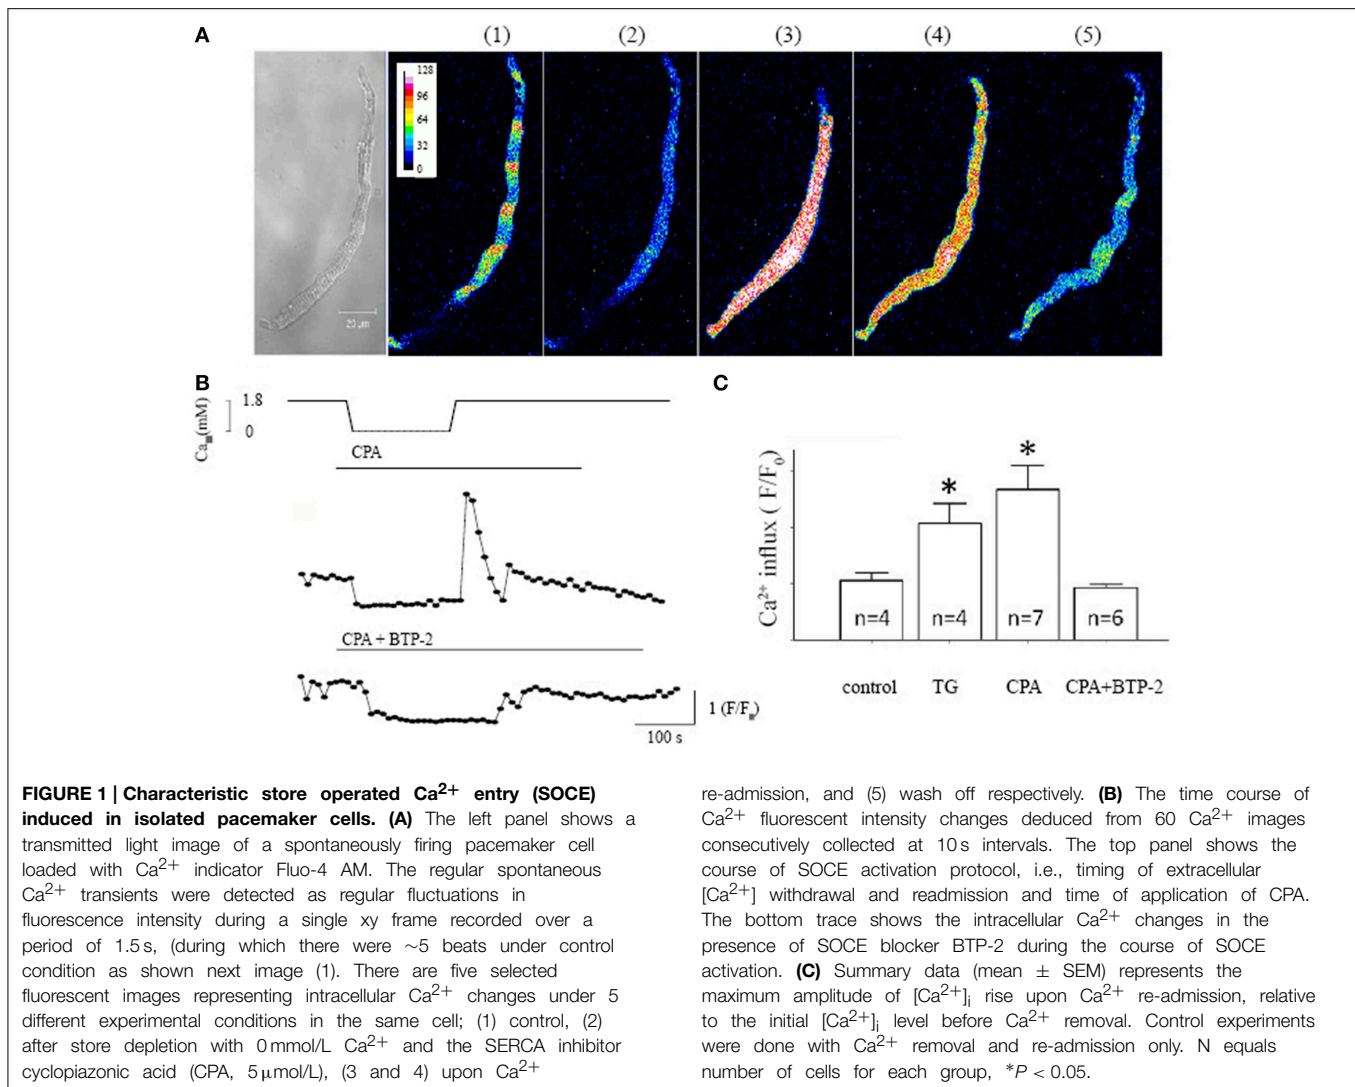 A
(1)
(2)
(3)
(4)
(5)
128
96
64
32
0
20 µm
B
1.8
0
CPA
CPA + BTP-2
100 s
C
Ca2+ influx ( F/F0)
*
*
n=4
n=4
n=7
n=6
control
TG
CPA
CPA+BTP-2
FIGURE 1 | Characteristic store operated Ca2+ entry (SOCE)
induced in isolated pacemaker cells. (A) The left panel shows a
transmitted light image of a spontaneously firing pacemaker cell
loaded with Ca2+ indicator Fluo-4 AM. The regular spontaneous
Ca2+ transients were detected as regular fluctuations in
fluorescence intensity during a single xy frame recorded over a
period of 1.5 s, (during which there were ∼5 beats under control
condition as shown next image (1). There are five selected
fluorescent images representing intracellular Ca2+ changes under 5
different experimental conditions in the same cell; (1) control, (2)
after store depletion with 0 mmol/L Ca2+ and the SERCA inhibitor
cyclopiazonic acid (CPA, 5 µmol/L), (3 and 4) upon Ca2+
re-admission, and (5) wash off respectively. (B) The time course of
Ca2+ fluorescent intensity changes deduced from 60 Ca2+ images
consecutively collected at 10 s intervals. The top panel shows the
course of SOCE activation protocol, i.e., timing of extracellular
[Ca2+] withdrawal and readmission and time of application of CPA.
The bottom trace shows the intracellular Ca2+ changes in the
presence of SOCE blocker BTP-2 during the course of SOCE
activation. (C) Summary data (mean ± SEM) represents the
maximum amplitude of [Ca2+]i rise upon Ca2+ re-admission, relative
to the initial [Ca2+]i level before Ca2+ removal. Control experiments
were done with Ca2+ removal and re-admission only. N equals
number of cells for each group, *P < 0.05.